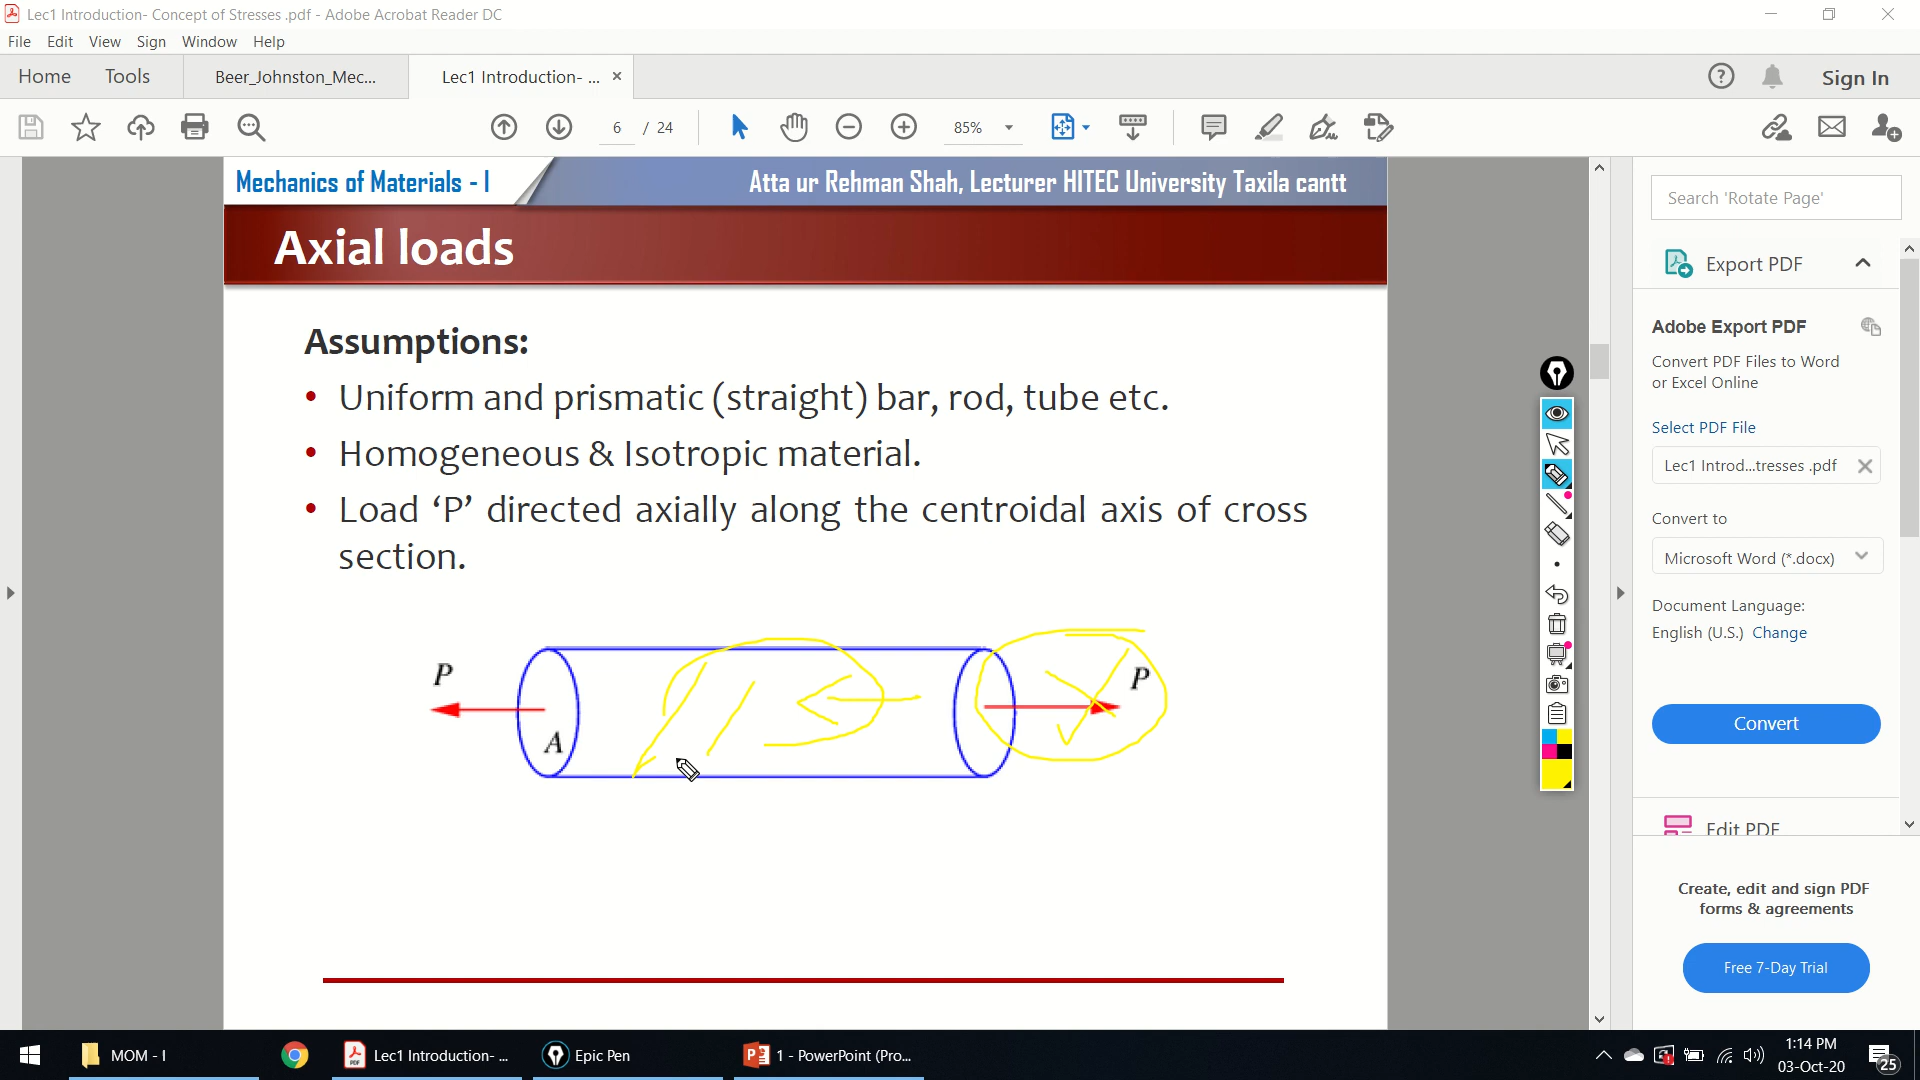 Lec1 Introduction- Concept of Stresses .pdf - Adobe Acrobat Reader DC
File Edit View Sign Window Help
Home Tools Beer_Johnston_Mec... Lec1 Introduction- ... × Sign In
6 / 24 85%
Mechanics of Materials - I Atta ur Rehman Shah, Lecturer HITEC University Taxila cantt
Axial loads
Assumptions:
• Uniform and prismatic (straight) bar, rod, tube etc.
• Homogeneous & Isotropic material.
• Load ‘P’ directed axially along the centroidal axis of cross
section.
P
P
A
Search 'Rotate Page'
Export PDF
Adobe Export PDF
Convert PDF Files to Word
or Excel Online
Select PDF File
Lec1 Introd...tresses .pdf
Convert to
Microsoft Word (*.docx)
Document Language:
English (U.S.) Change
Convert
Edit PDF
Create, edit and sign PDF
forms & agreements
Free 7-Day Trial
MOM - I
Lec1 Introduction- ...
Epic Pen
1 - PowerPoint (Pro...
1:14 PM
03-Oct-20
25